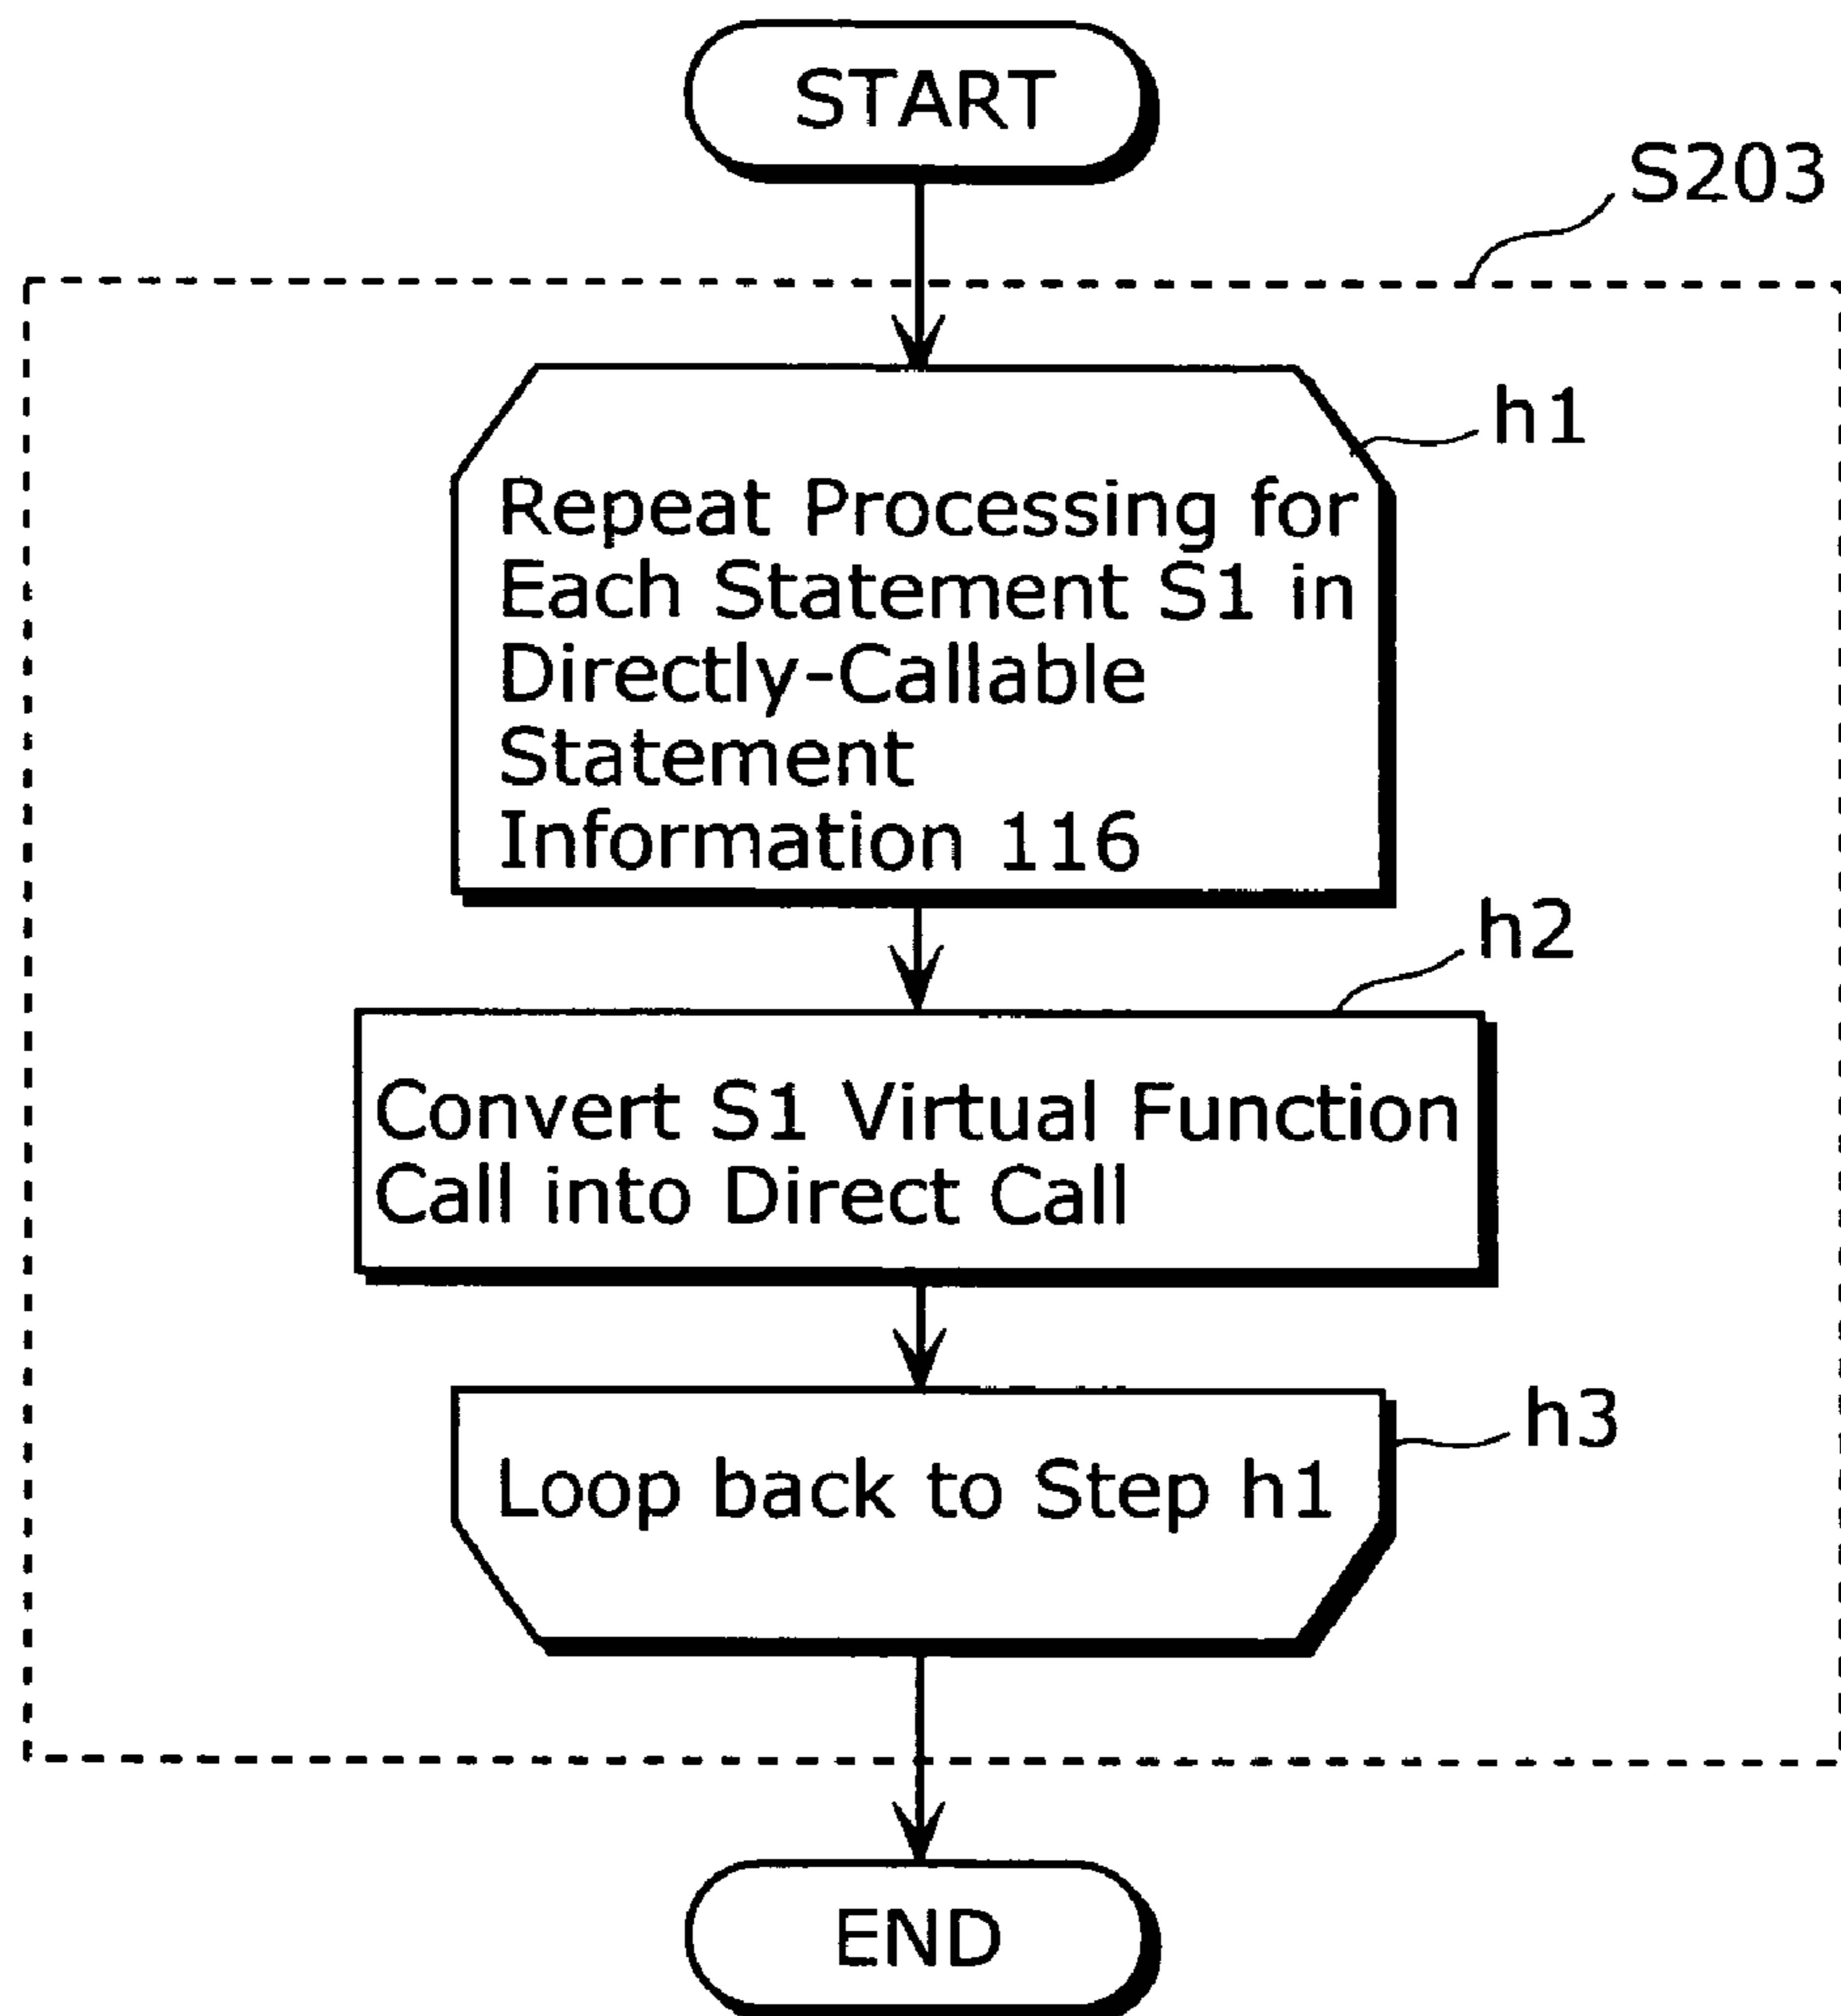 START
S203
h1
Repeat Processing for
Each Statement S1 in
Directly-Callable
Statement
Information 116
h2
Convert S1 Virtual Function
Call into Direct Call
h3
Loop back to Step h1
END